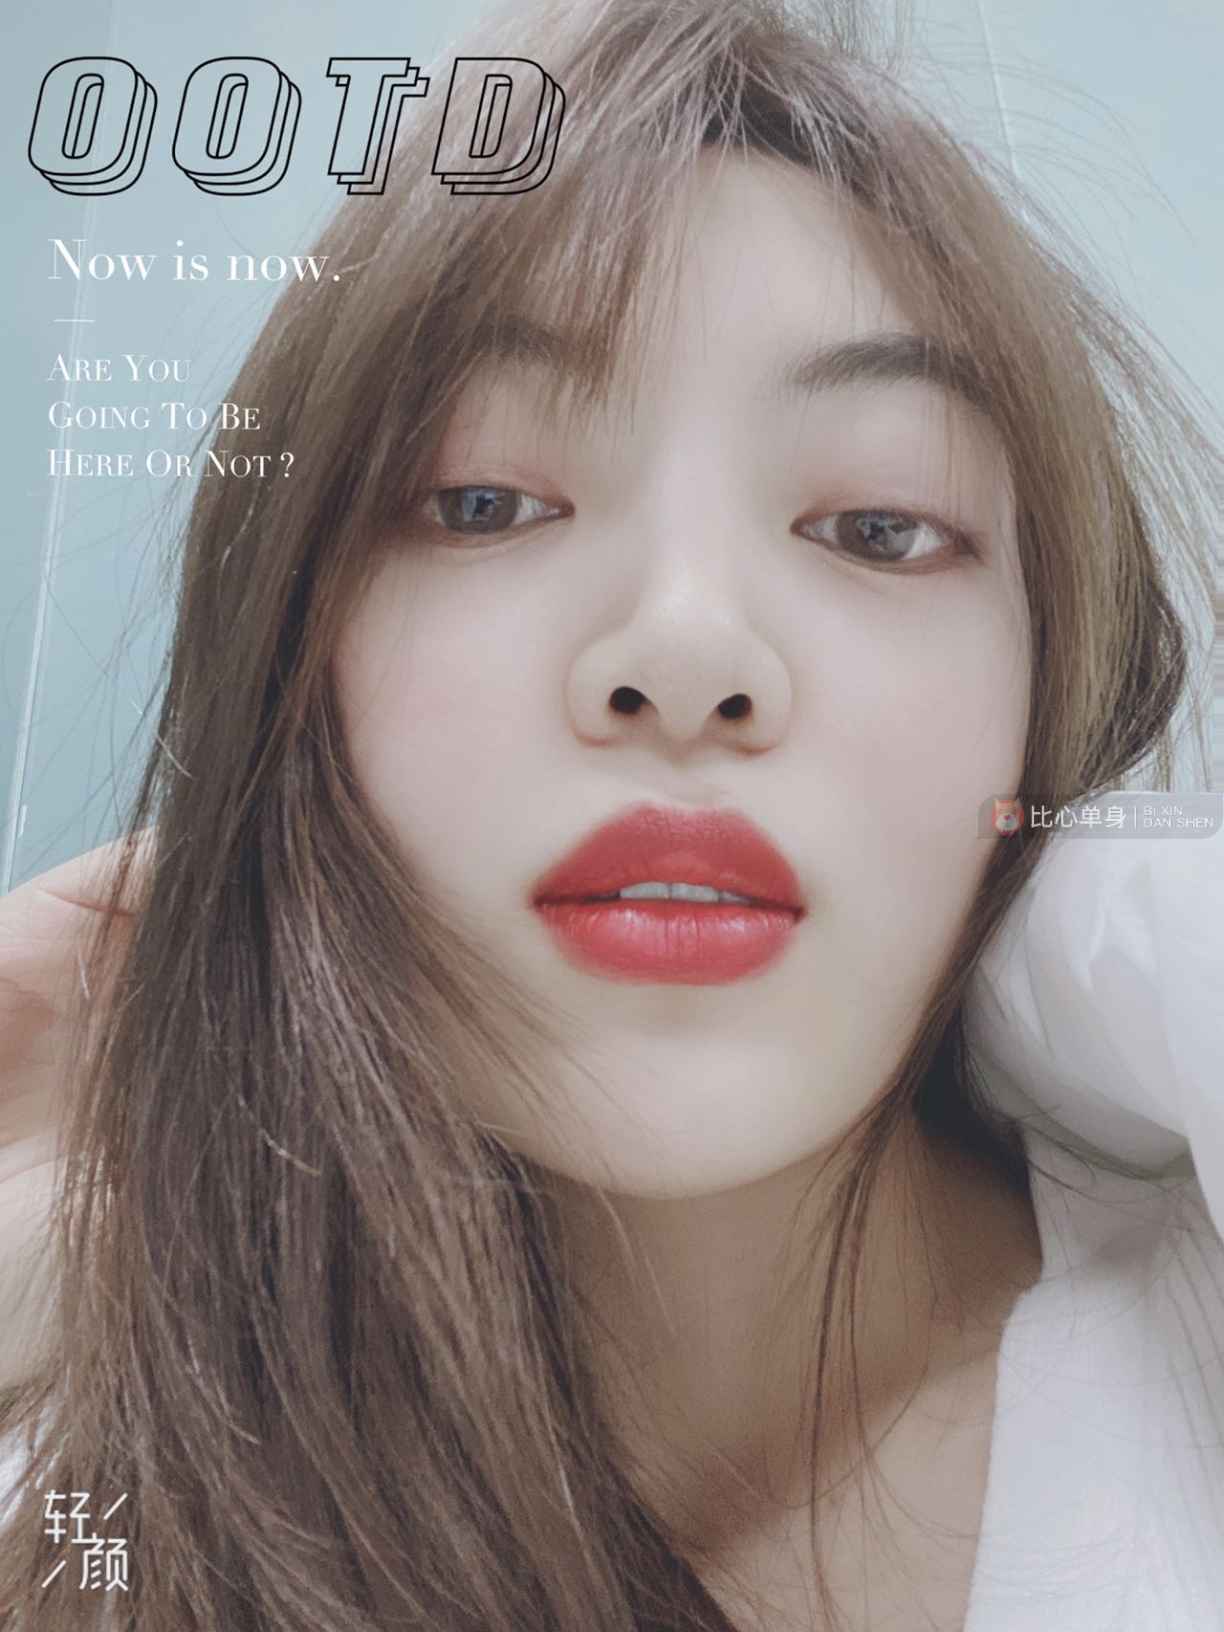 OOTD
Now is now.
ARE YOU
GOING TO BE
HERE OR NOT ?
比心单身
BI XIN
DAN SHEN
轻
颜